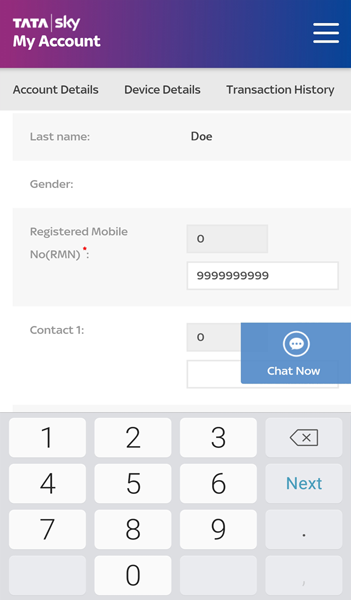 TATA sky
My Account
Account Details Device Details Transaction History
Last name: Doe
Gender:
Registered Mobile
No(RMN) *:
0
9999999999
Contact 1: 0
Chat Now
1 2 3
4 5 6 Next
7 8 9 .
0 ,